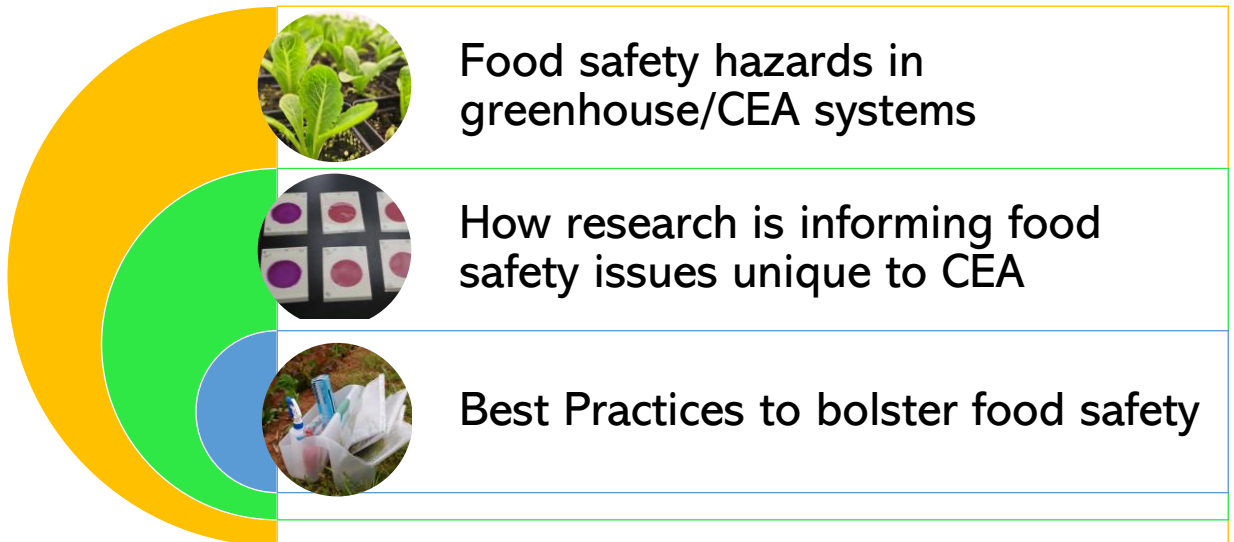 Food safety hazards in
greenhouse/CEA systems
How research is informing food
safety issues unique to CEA
Best Practices to bolster food safety